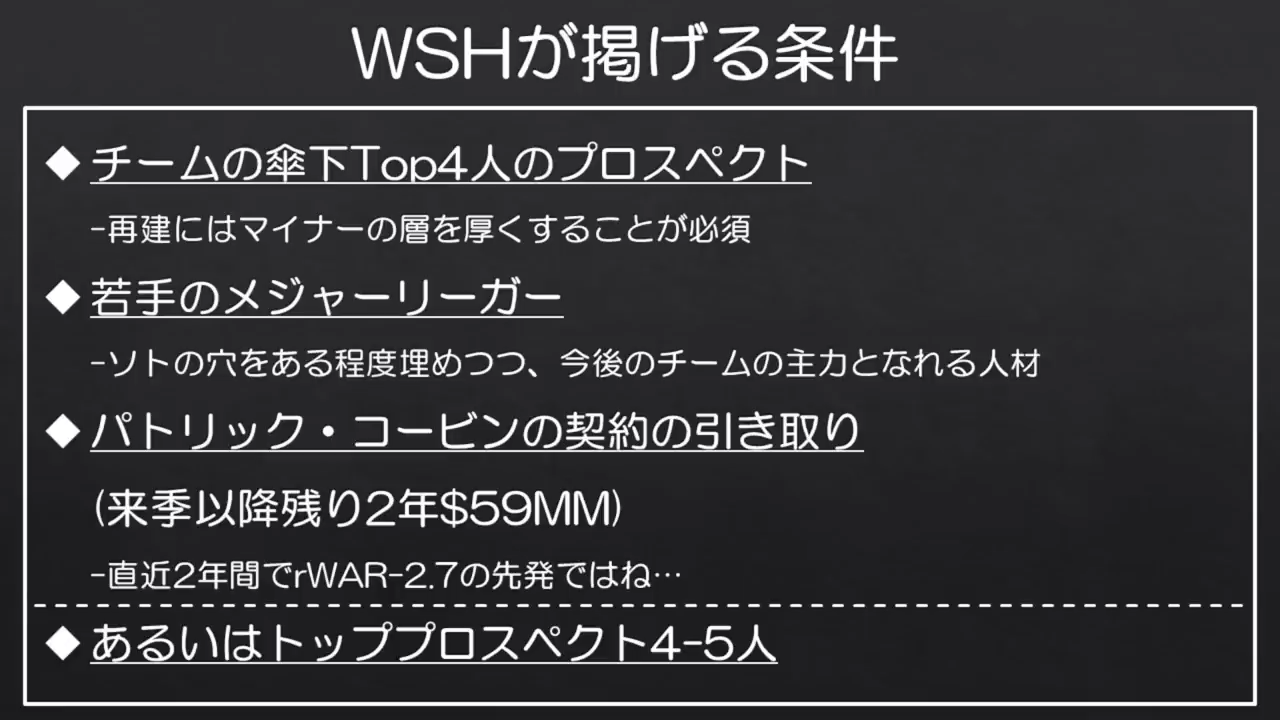 WSHが掲げる条件
◆チームの傘下Top4人のプロスペクト
-再建にはマイナーの層を厚くすることが必須
◆若手のメジャーリーガー
-ソトの穴をある程度埋めつつ、今後のチームの主力となれる人材
◆パトリック・コービンの契約の引き取り
(来季以降残り2年$59MM)
-直近2年間でrWAR-2.7の先発ではね…
◆あるいはトッププロスペクト4-5人